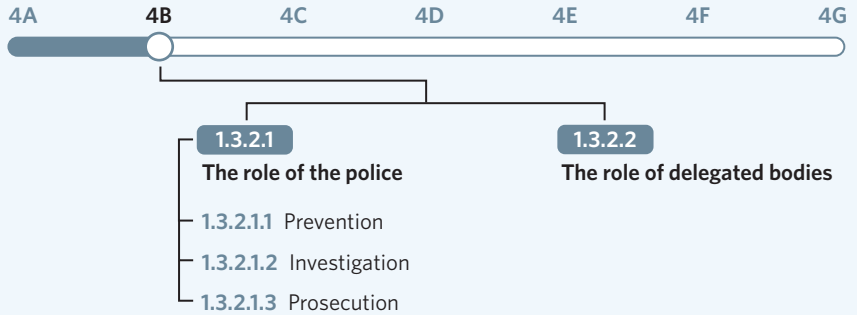 4A 4B 4C 4D 4E 4F 4G
1.3.2.1 1.3.2.2
The role of the police The role of delegated bodies
1.3.2.1.1 Prevention
1.3.2.1.2 Investigation
1.3.2.1.3 Prosecution